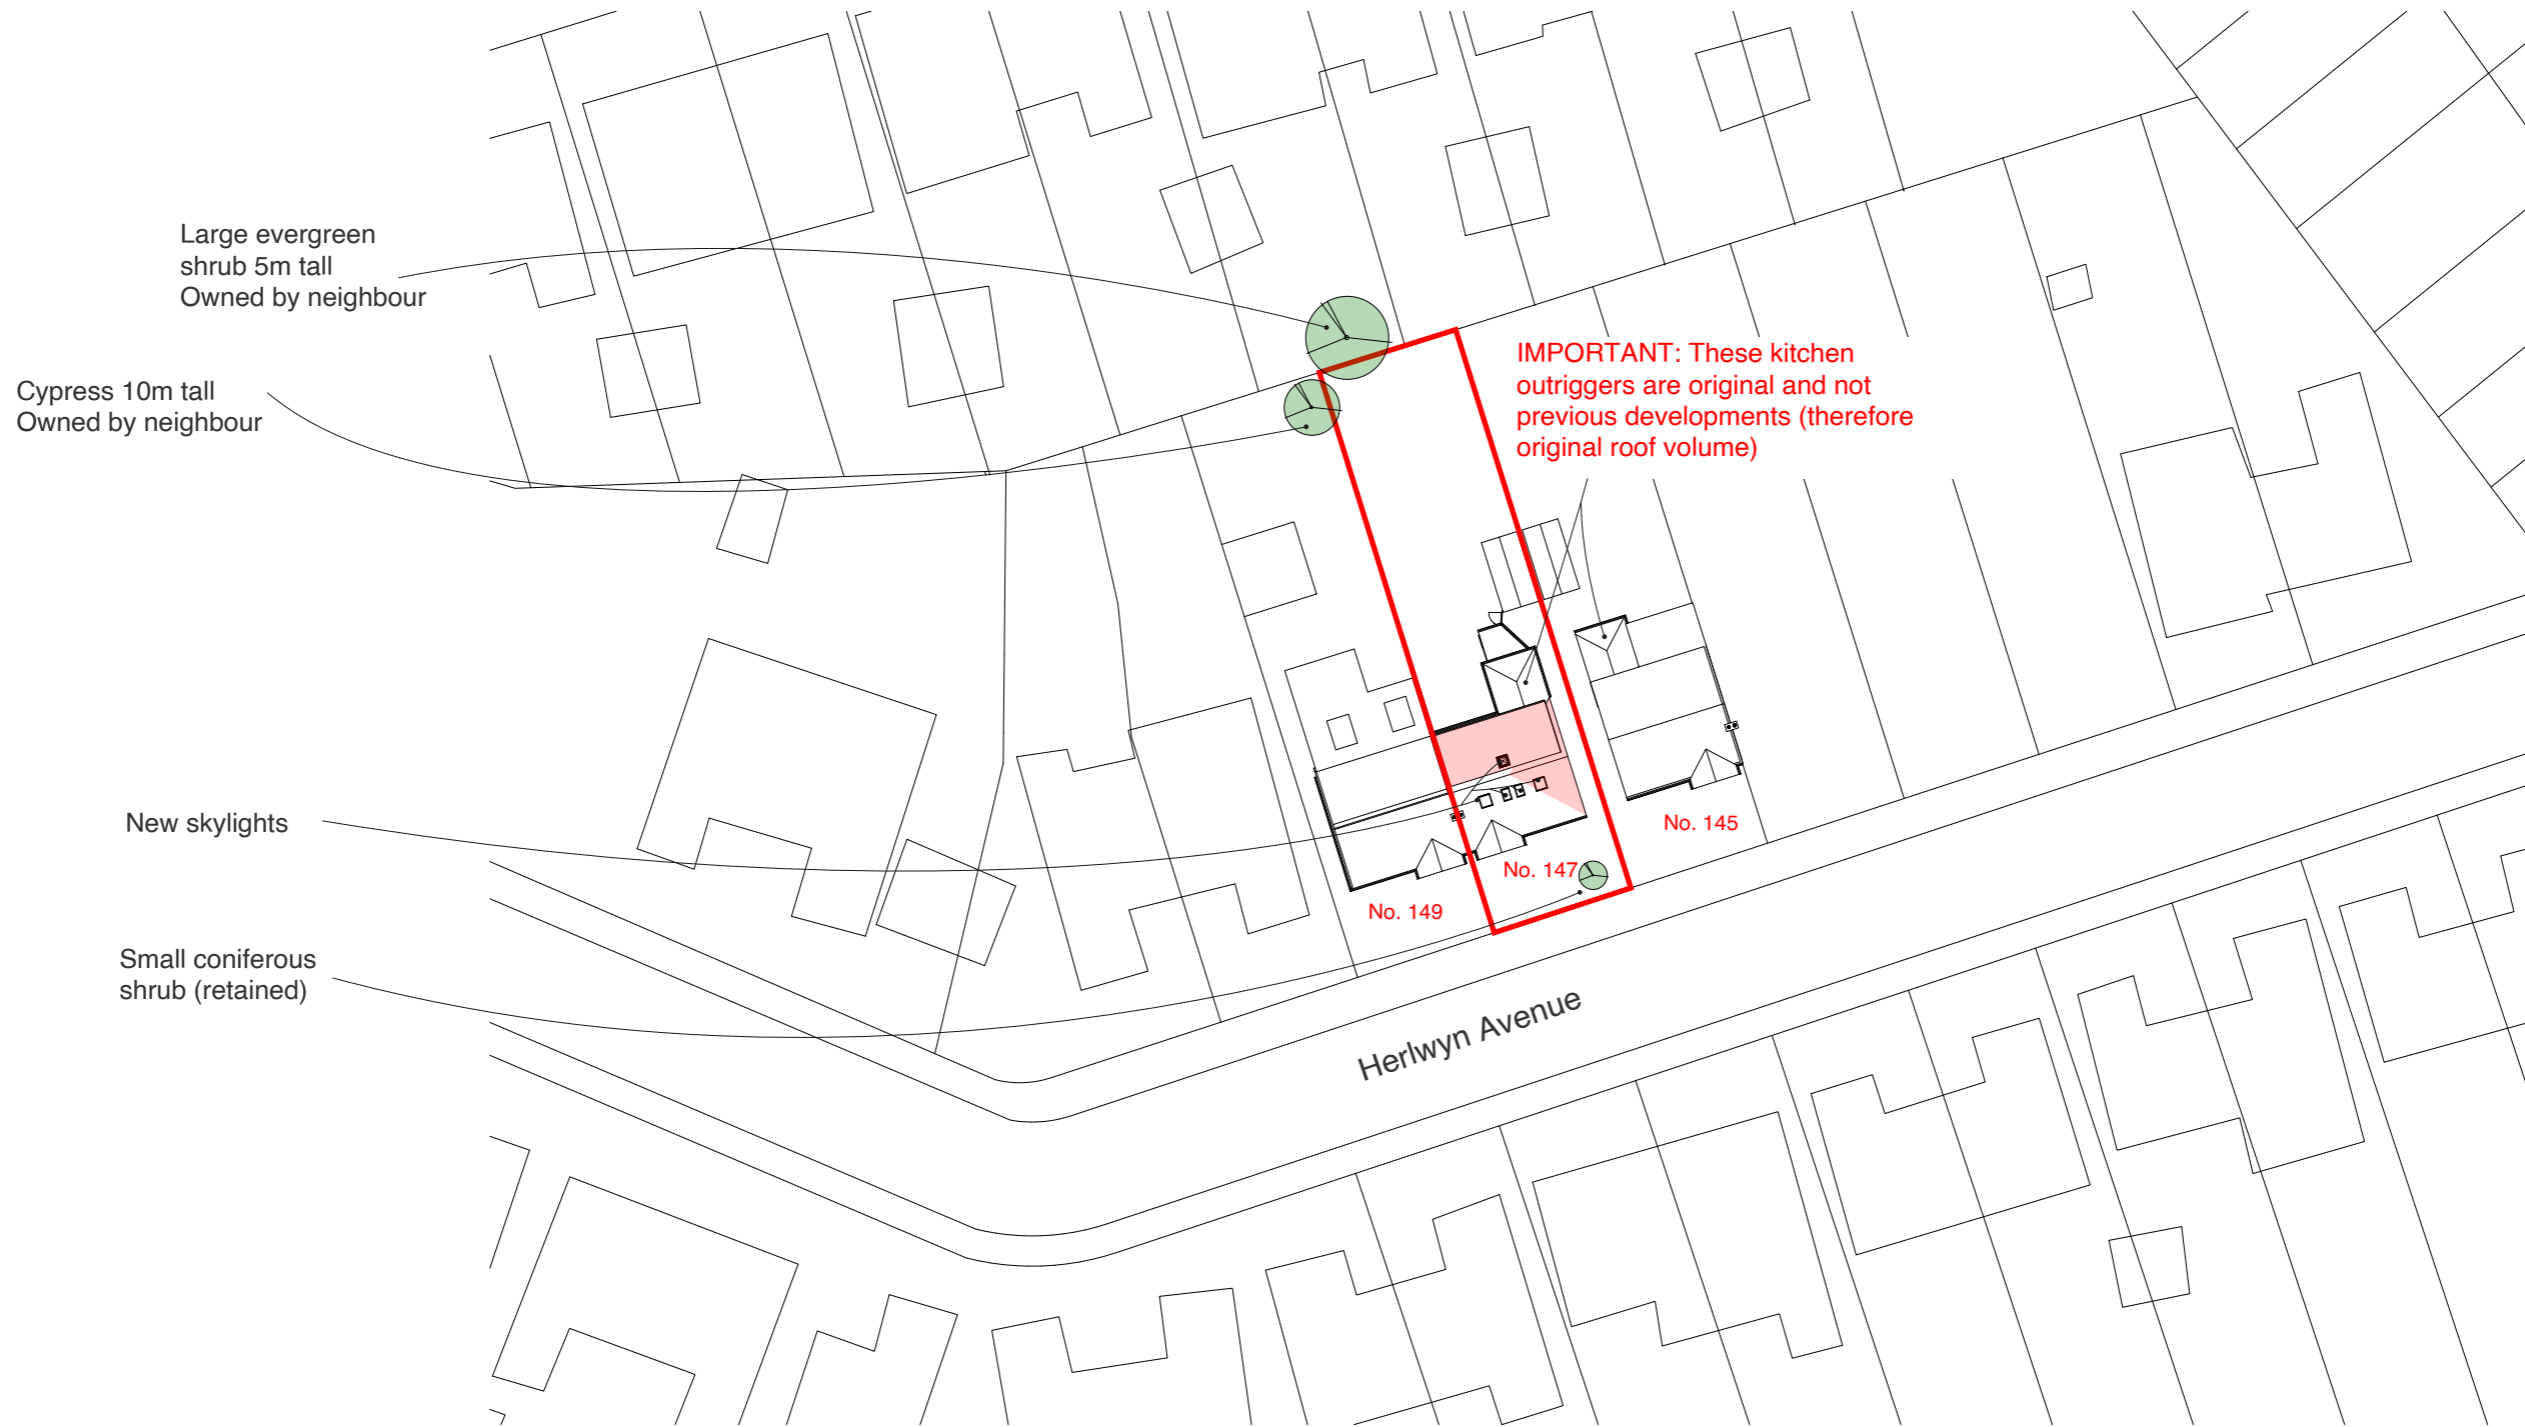 Large evergreen
shrub 5m tall
Owned by neighbour
Cypress 10m tall
Owned by neighbour
IMPORTANT: These kitchen
outriggers are original and not
previous developments (therefore
original roof volume)
New skylights
No. 145
No. 147
No. 149
Small coniferous
shrub (retained)
Herlwyn Avenue